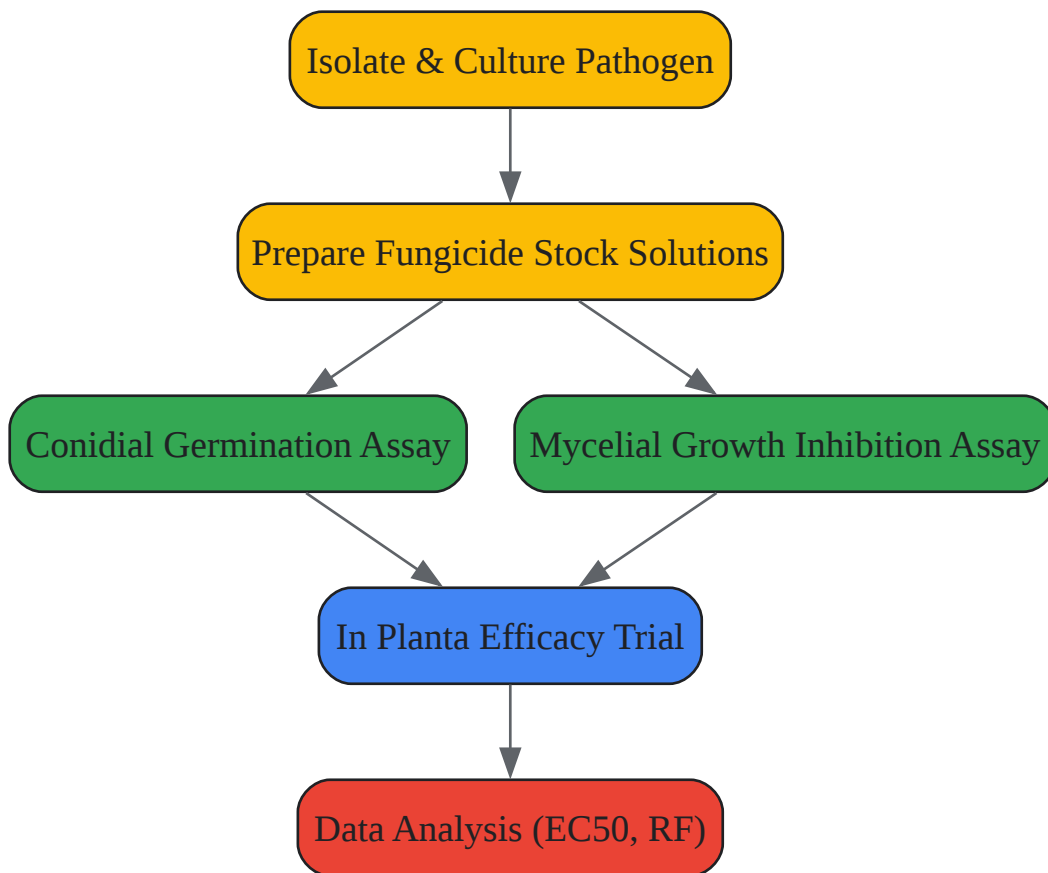 Isolate & Culture Pathogen
Prepare Fungicide Stock Solutions
Conidial Germination Assay
Mycelial Growth Inhibition Assay
In Planta Efficacy Trial
Data Analysis (EC50, RF)